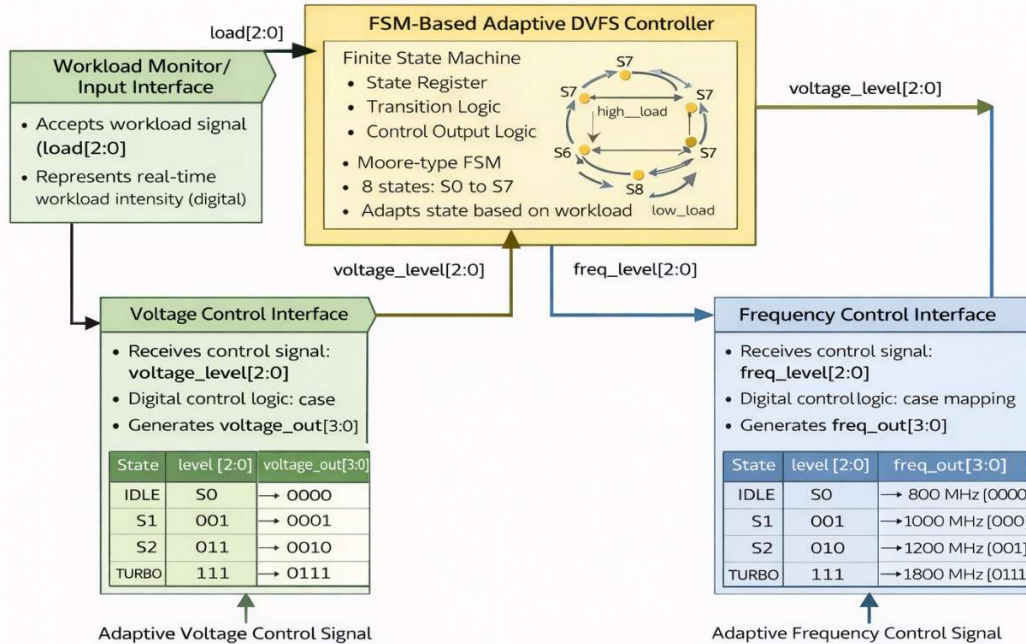 load[2:0]
FSM-Based Adaptive DVFS Controller
Workload Monitor/
Input Interface
• Accepts workload signal
(load[2:0]
• Represents real-time
workload intensity (digital)
Finite State Machine
• State Register
• Transition Logic
• Control Output Logic
• Moore-type FSM
• 8 states: S0 to S7
• Adapts state based on workload
S7
S7
S7
high__load
S6
S7
S8
low_load
voltage_level[2:0]
voltage_level[2:0]
freq_level[2:0]
Voltage Control Interface
• Receives control signal:
voltage_level[2:0]
• Digital control logic: case
• Generates voltage_out[3:0]
State level [2:0] voltage_out[3:0]
IDLE S0 → 0000
S1 001 → 0001
S2 011 → 0010
TURBO 111 → 0111
Adaptive Voltage Control Signal
Frequency Control Interface
• Receives control signal:
freq_level[2:0]
• Digital controllogic: case mapping
• Generates freq_out[3:0]
State level [2:0] freq_out[3:0]
IDLE S0 → 800 MHz [0000
S1 001 →1000 MHz [000]
S2 010 →1200 MHz [001]
TURBO 111 →1800 MHz [0111
Adaptive Frequency Control Signal